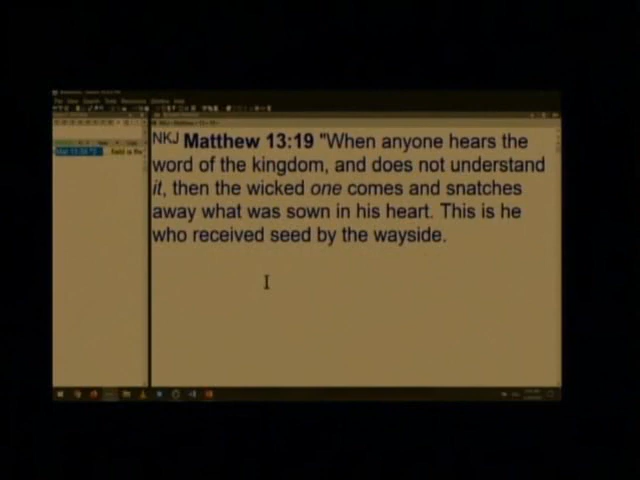 NKJ Matthew 13:19 "When anyone hears the
word of the kingdom, and does not understand
it, then the wicked one comes and snatches
away what was sown in his heart. This is he
who received seed by the wayside.